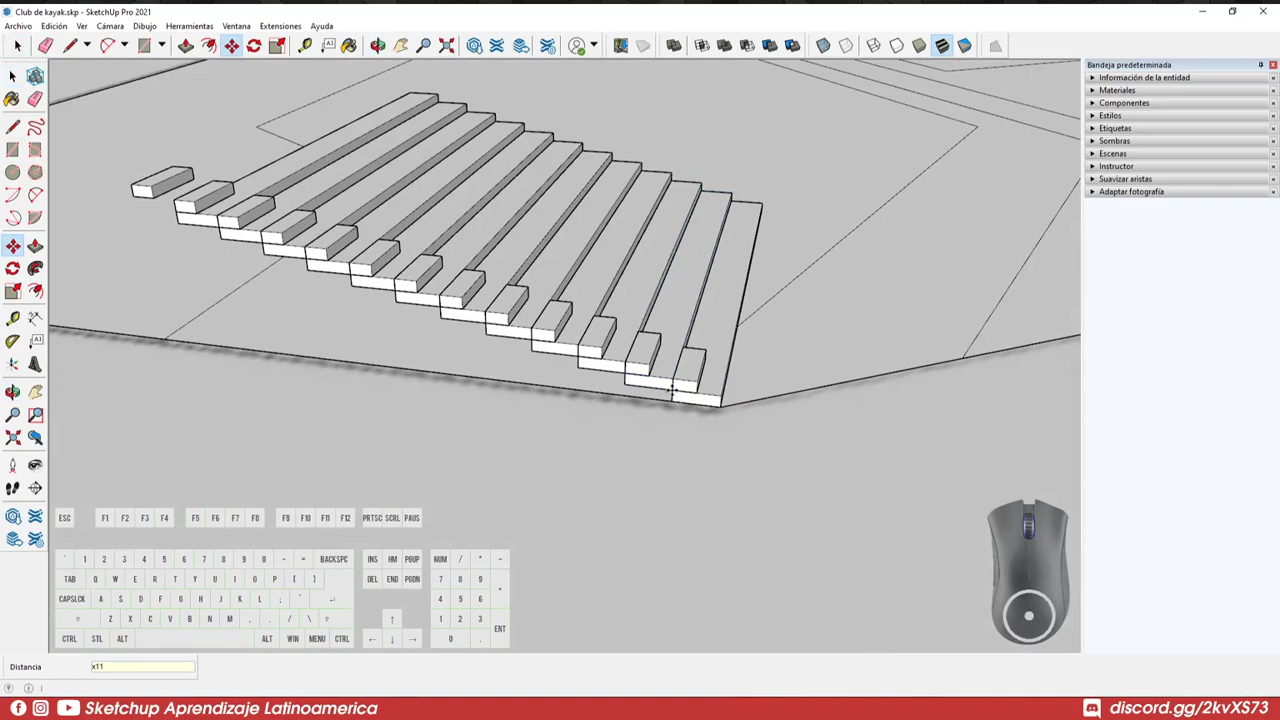 Club de kayak.skp - SketchUp Pro 2021
Archivo Edición Ver Cámara Dibujo Herramientas Ventana Extensiones Ayuda
Bandeja predeterminada
Información de la entidad
Materiales
Componentes
Estilos
Etiquetas
Sombras
Escenas
Instructor
Suavizar aristas
Adaptar fotografía
ESC F1 F2 F3 F4 F5 F6 F7 F8 F9 F10 F11 F12 PRTSC SCRL PAUS
` 1 2 3 4 5 6 7 8 9 0 - = BACKSPC INS HM PGUP NUM / * -
TAB Q W E R T Y U I O P [ ] DEL END PGDN 7 8 9
CAPSLCK A S D F G H J K L ; ' 4 5 6 +
Z X C V B N M , . / \ ↑ 1 2 3
CTRL STL ALT ALT WIN MENU CTRL ← ↓ → 0 . ENT
Distancia x11
Sketchup Aprendizaje Latinoamerica discord.gg/2kvXS73